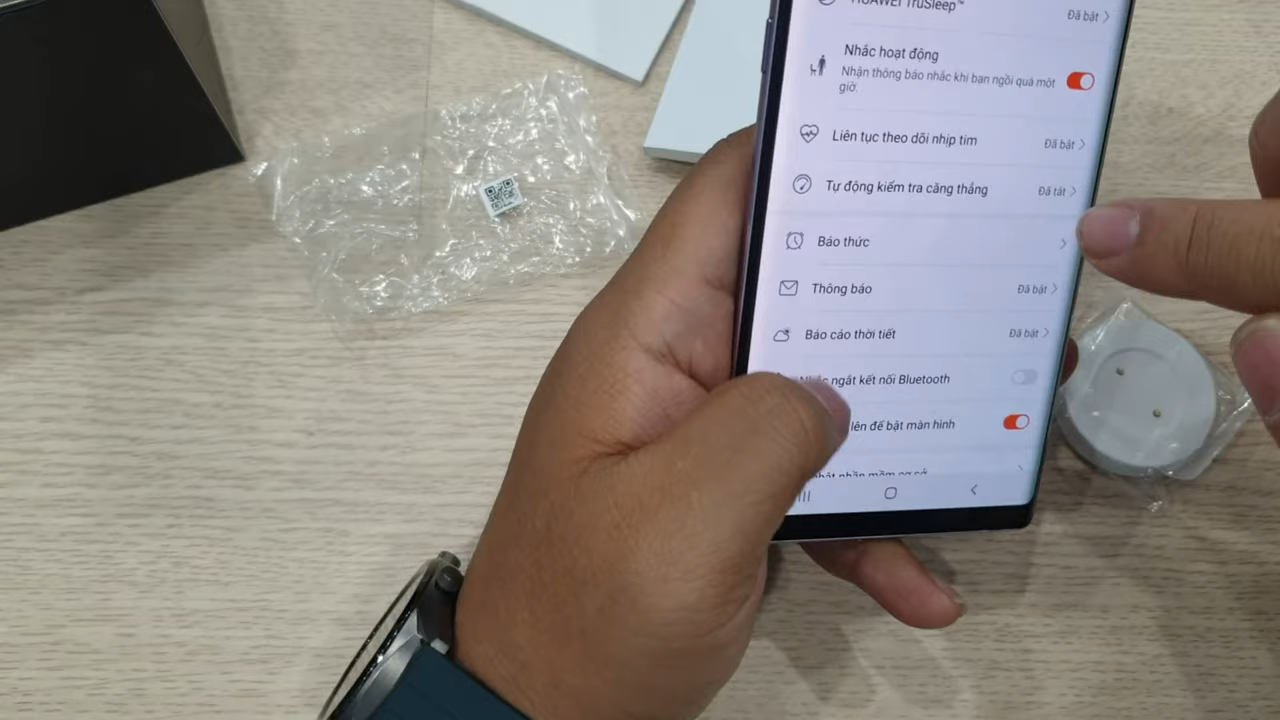 HUAWEI TruSleep™
Đã bật
Nhắc hoạt động
Nhận thông báo nhắc khi bạn ngồi quá một
giờ.
Liên tục theo dõi nhịp tim
Đã bật
Tự động kiểm tra căng thẳng
Đã tắt
Báo thức
Thông báo
Đã bật
Báo cáo thời tiết
Đã bật
ngắt kết nối Bluetooth
lên để bật màn hình